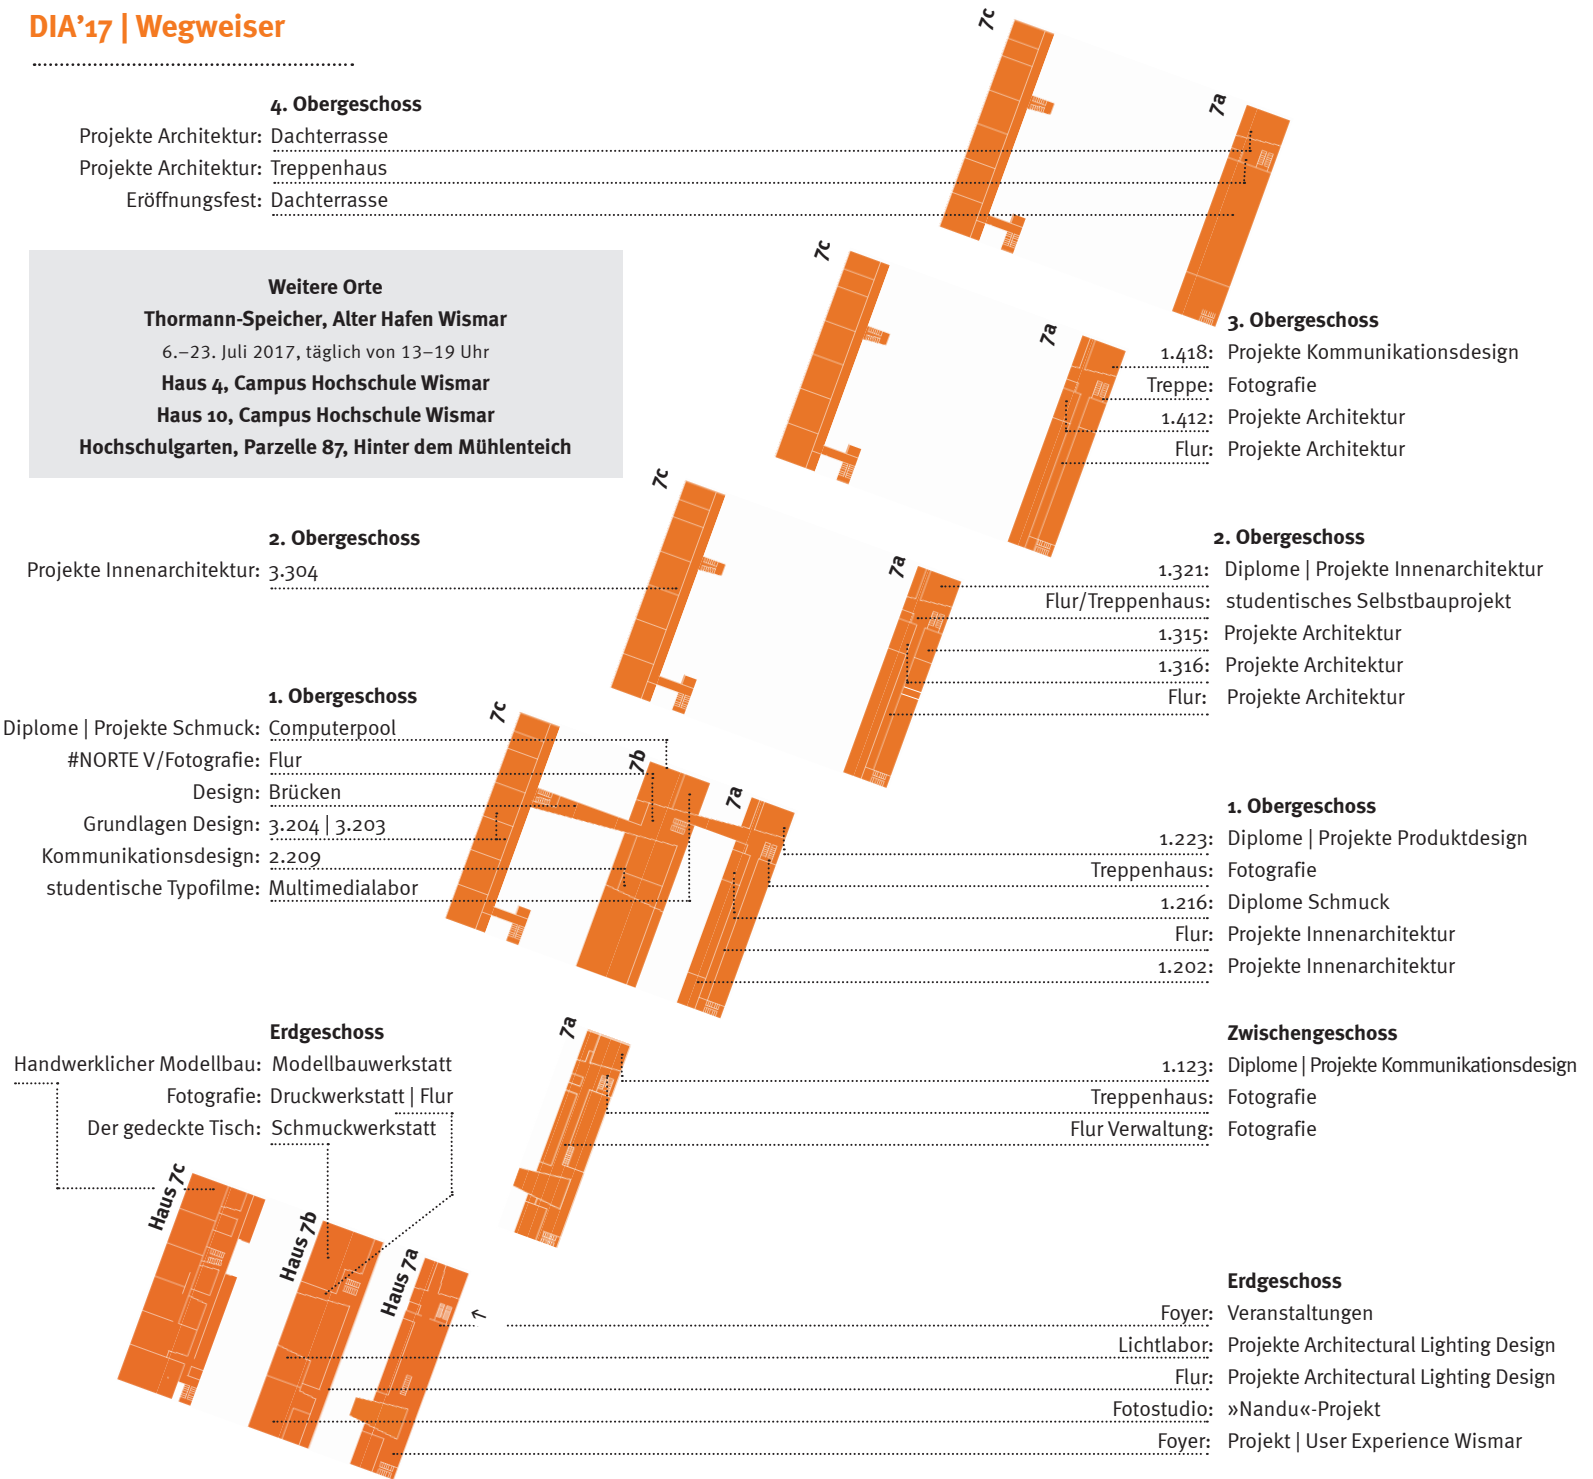 DIA’17 | Wegweiser
4. Obergeschoss
Projekte Architektur: Dachterrasse
Projekte Architektur: Treppenhaus
Eröffnungsfest: Dachterrasse
7c
7a
Weitere Orte
Thormann-Speicher, Alter Hafen Wismar
6.–23. Juli 2017, täglich von 13–19 Uhr
Haus 4, Campus Hochschule Wismar
Haus 10, Campus Hochschule Wismar
Hochschulgarten, Parzelle 87, Hinter dem Mühlenteich
7c
7a
3. Obergeschoss
1.418: Projekte Kommunikationsdesign
Treppe: Fotografie
1.412: Projekte Architektur
Flur: Projekte Architektur
2. Obergeschoss
Projekte Innenarchitektur: 3.304
7c
7a
2. Obergeschoss
1.321: Diplome | Projekte Innenarchitektur
Flur/Treppenhaus: studentisches Selbstbauprojekt
1.315: Projekte Architektur
1.316: Projekte Architektur
Flur: Projekte Architektur
1. Obergeschoss
Diplome | Projekte Schmuck: Computerpool
#NORTE V/Fotografie: Flur
Design: Brücken
Grundlagen Design: 3.204 | 3.203
Kommunikationsdesign: 2.209
studentische Typofilme: Multimedialabor
7c
7b
7a
1. Obergeschoss
1.223: Diplome | Projekte Produktdesign
Treppenhaus: Fotografie
1.216: Diplome Schmuck
Flur: Projekte Innenarchitektur
1.202: Projekte Innenarchitektur
Erdgeschoss
Handwerklicher Modellbau: Modellbauwerkstatt
Fotografie: Druckwerkstatt | Flur
Der gedeckte Tisch: Schmuckwerkstatt
7a
Zwischengeschoss
1.123: Diplome | Projekte Kommunikationsdesign
Treppenhaus: Fotografie
Flur Verwaltung: Fotografie
Haus 7c
Haus 7b
Haus 7a
Erdgeschoss
Foyer: Veranstaltungen
Lichtlabor: Projekte Architectural Lighting Design
Flur: Projekte Architectural Lighting Design
Fotostudio: »Nandu«-Projekt
Foyer: Projekt | User Experience Wismar